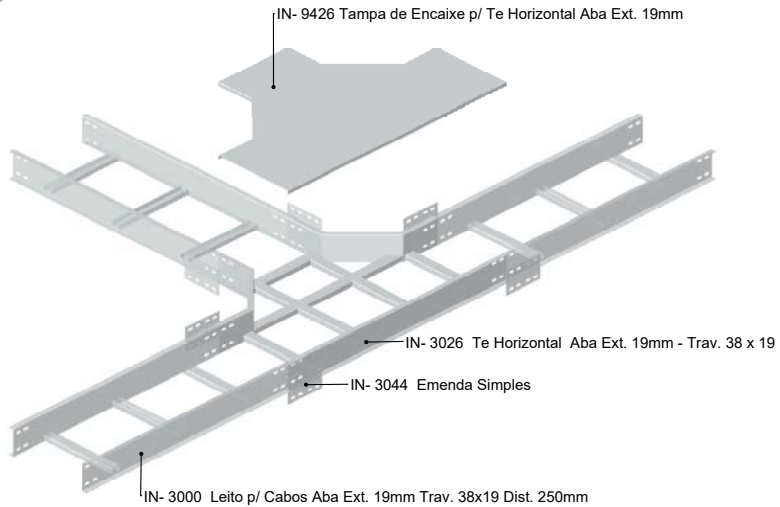 IN- 9426 Tampa de Encaixe p/ Te Horizontal Aba Ext. 19mm
IN- 3026 Te Horizontal Aba Ext. 19mm - Trav. 38 x 19
IN- 3044 Emenda Simples
IN- 3000 Leito p/ Cabos Aba Ext. 19mm Trav. 38x19 Dist. 250mm